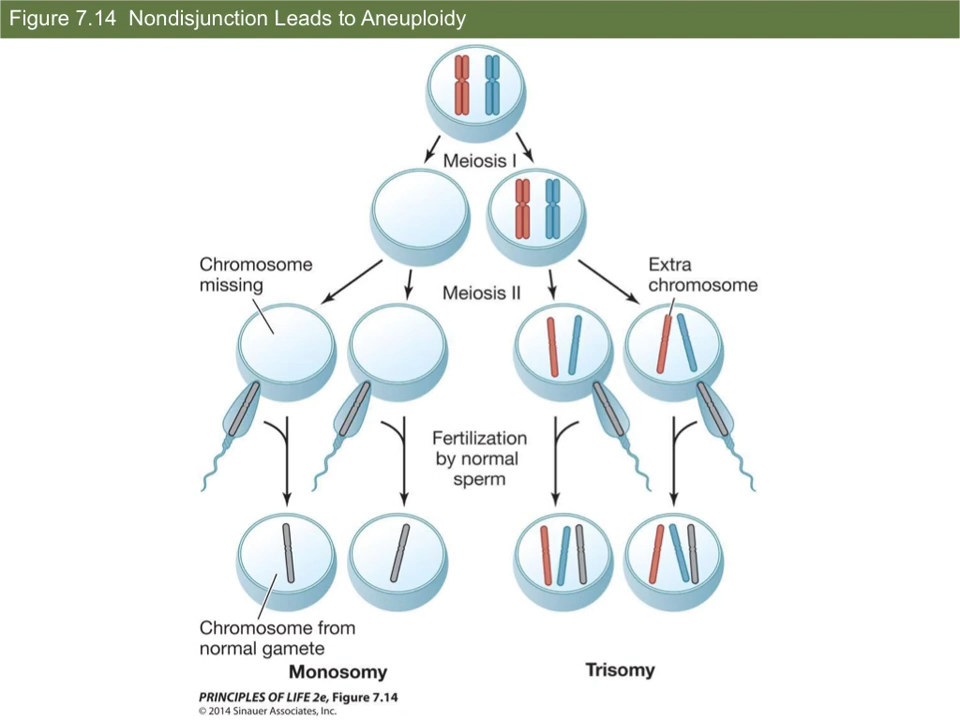 Figure 7.14 Nondisjunction Leads to Aneuploidy
Meiosis I
Chromosome
missing
Meiosis II
Extra
chromosome
Fertilization
by normal
sperm
Chromosome from
normal gamete
Monosomy
Trisomy
PRINCIPLES OF LIFE 2e, Figure 7.14
© 2014 Sinauer Associates, Inc.